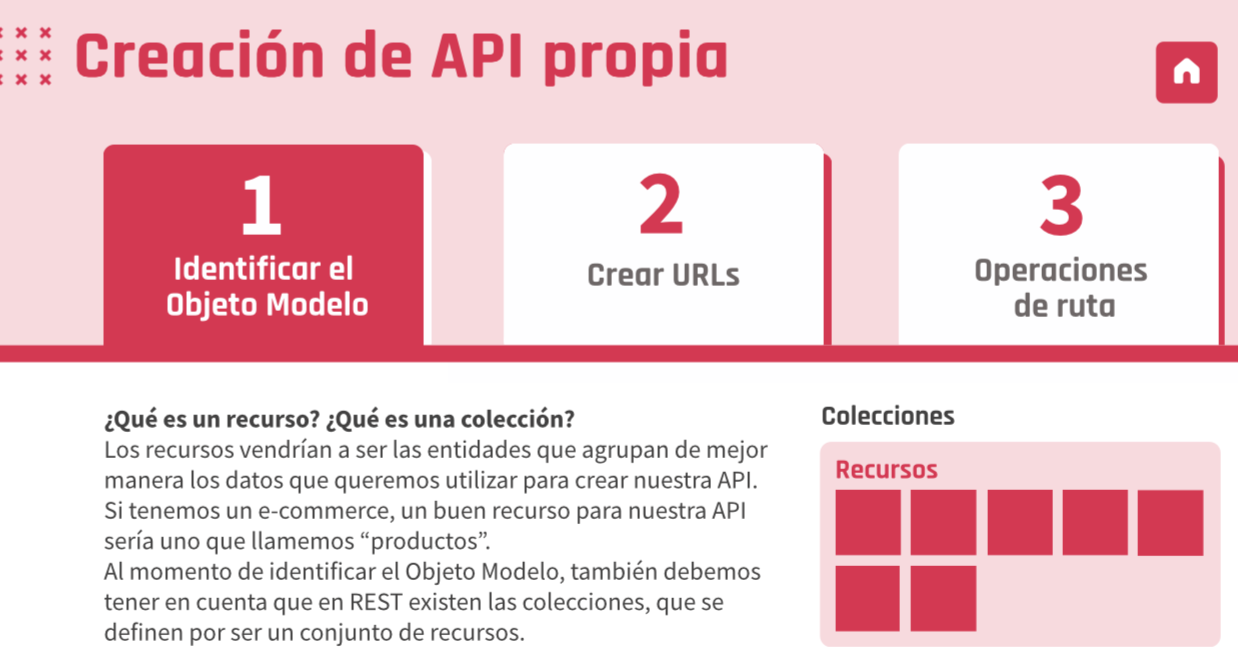 Creación de API propia
1
Identificar el
Objeto Modelo
2
Crear URLs
3
Operaciones
de ruta
¿Qué es un recurso? ¿Qué es una colección?
Los recursos vendrían a ser las entidades que agrupan de mejor
manera los datos que queremos utilizar para crear nuestra API.
Si tenemos un e-commerce, un buen recurso para nuestra API
sería uno que llamemos “productos”.
Al momento de identificar el Objeto Modelo, también debemos
tener en cuenta que en REST existen las colecciones, que se
definen por ser un conjunto de recursos.
Colecciones
Recursos